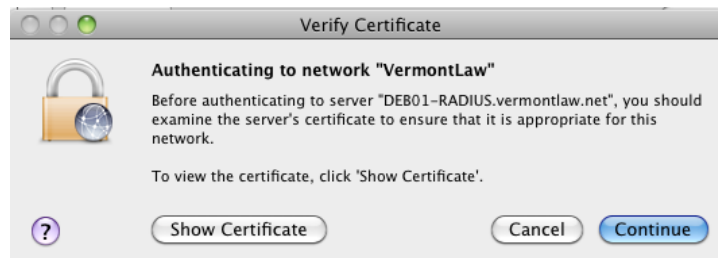 Verify Certificate
Authenticating to network "VermontLaw"
Before authenticating to server "DEB01-RADIUS.vermontlaw.net", you should
examine the server's certificate to ensure that it is appropriate for this
network.
To view the certificate, click 'Show Certificate'.
? Show Certificate Cancel Continue